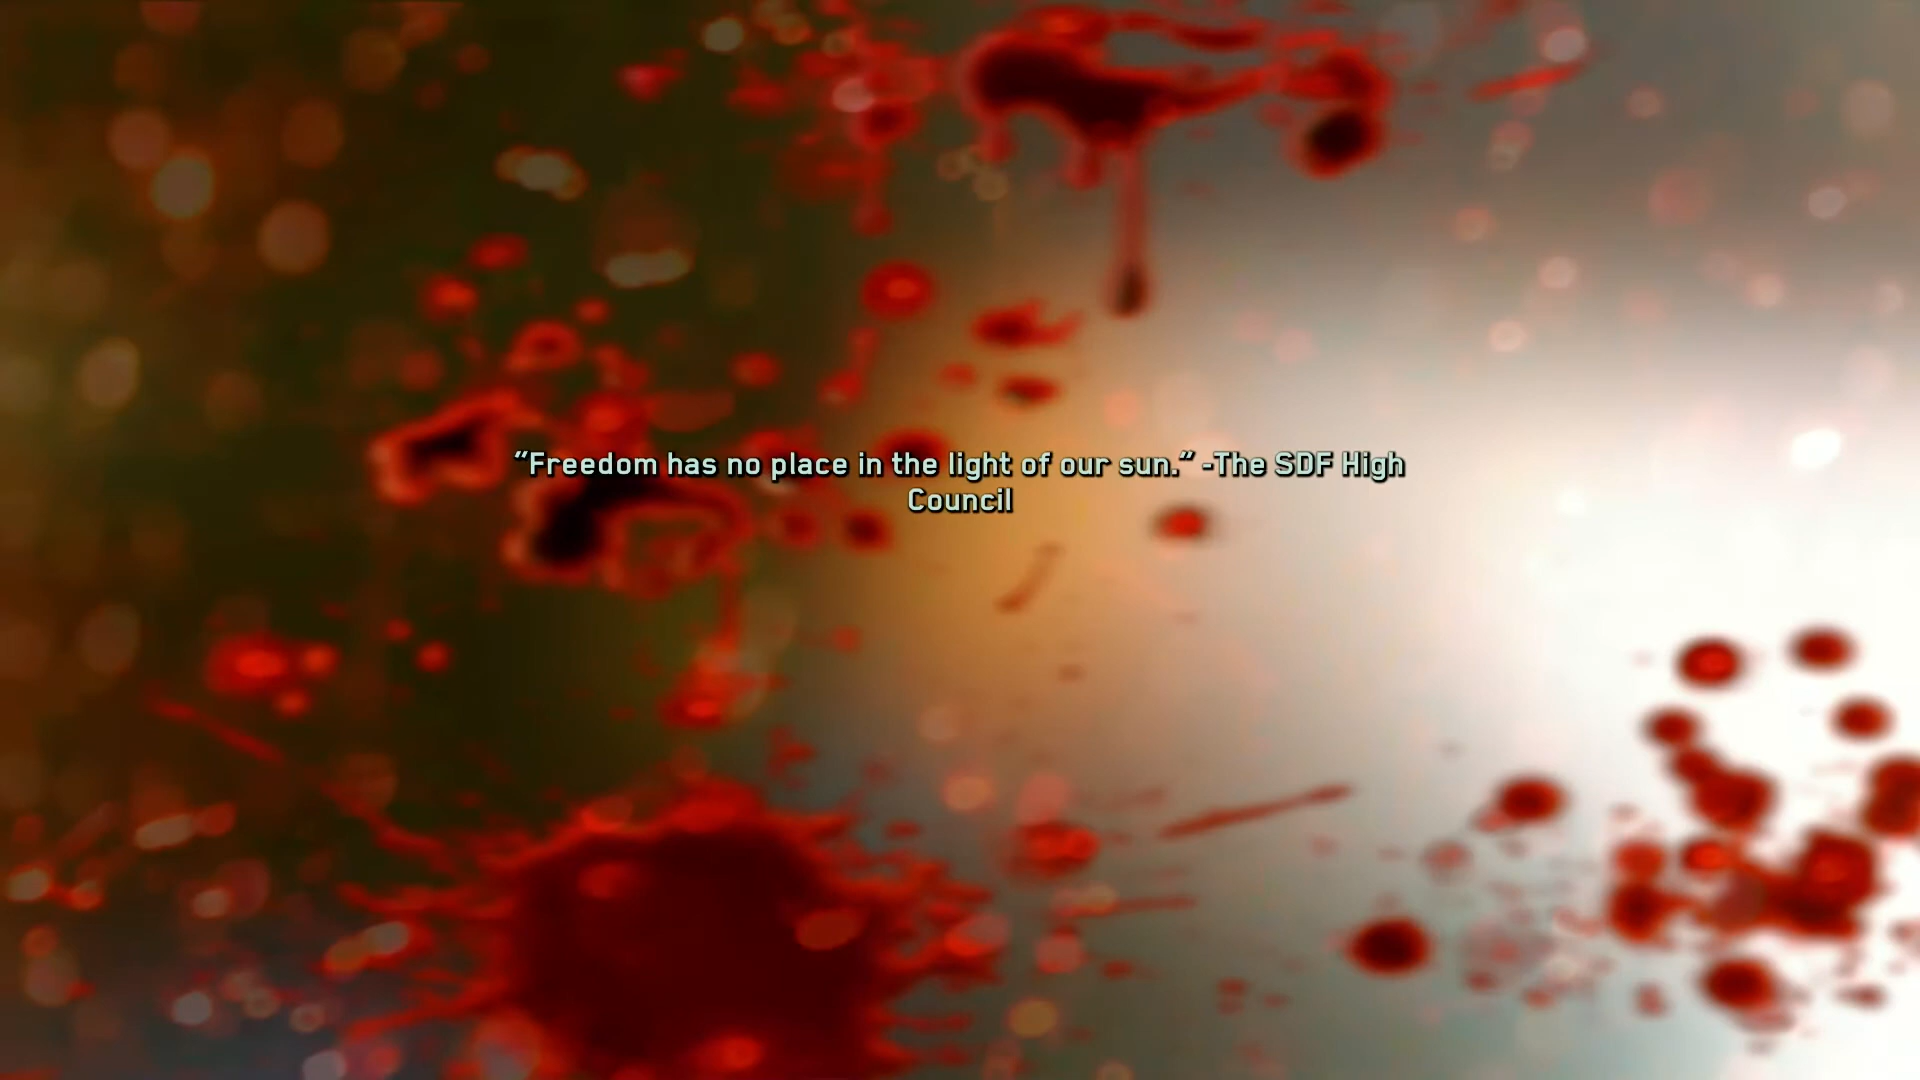 “Freedom has no place in the light of our sun.” -The SDF High
Council